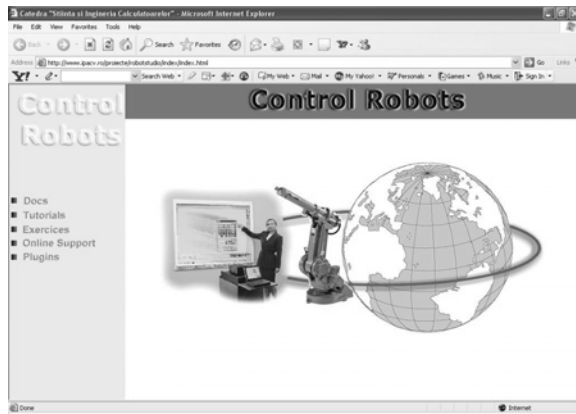 Catedra "Stiinta si Ingineria Calculatoarelor" - Microsoft Internet Explorer
File Edit View Favorites Tools Help
Back Search Favorites
Address http://www.ipacv.ro/proiecte/robotstudio/index/index.html Go Links
Y! Search Web My Web Mail My Yahoo! Personals Games Music Sign In
Control Robots
Control
Robots
Docs
Tutorials
Exercices
Online Support
Plugins
Done Internet